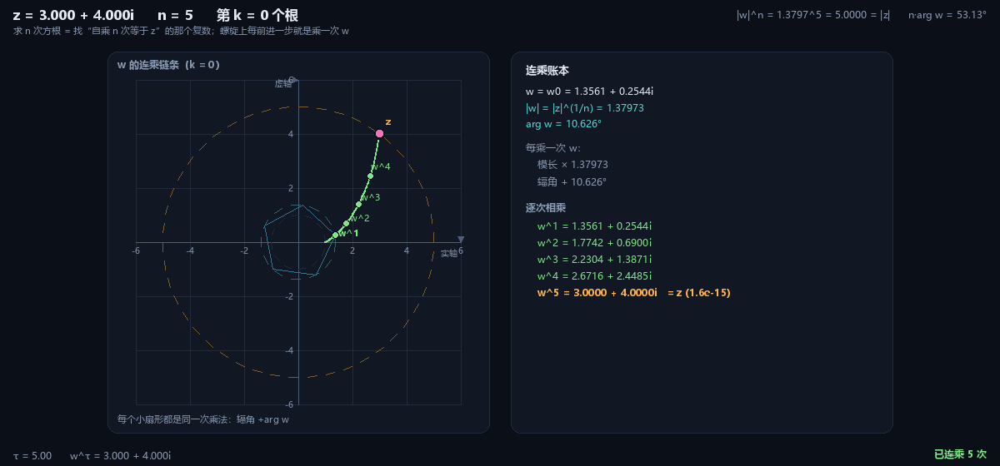 z = 3.000 + 4.000i n = 5 第 k = 0 个根
|w|^n = 1.3797^5 = 5.0000 = |z| n·arg w = 53.13°
求 n 次方根 = 找 “自乘 n 次等于 z” 的那个复数；螺旋上每前进一步就是乘一次 w
w 的连乘链条（k = 0）
虚轴
6
4
2
-2
-4
-6
-6 -4 -2 2 4 6
实轴
z
w^4
w^3
w^2
w^1
每个小扇形都是同一次乘法：辐角 +arg w
连乘账本
w = w0 = 1.3561 + 0.2544i
|w| = |z|^(1/n) = 1.37973
arg w = 10.626°
每乘一次 w：
模长 × 1.37973
辐角 + 10.626°
逐次相乘
w^1 = 1.3561 + 0.2544i
w^2 = 1.7742 + 0.6900i
w^3 = 2.2304 + 1.3871i
w^4 = 2.6716 + 2.4485i
w^5 = 3.0000 + 4.0000i = z (1.6e-15)
τ = 5.00 w^τ = 3.000 + 4.000i
已连乘 5 次